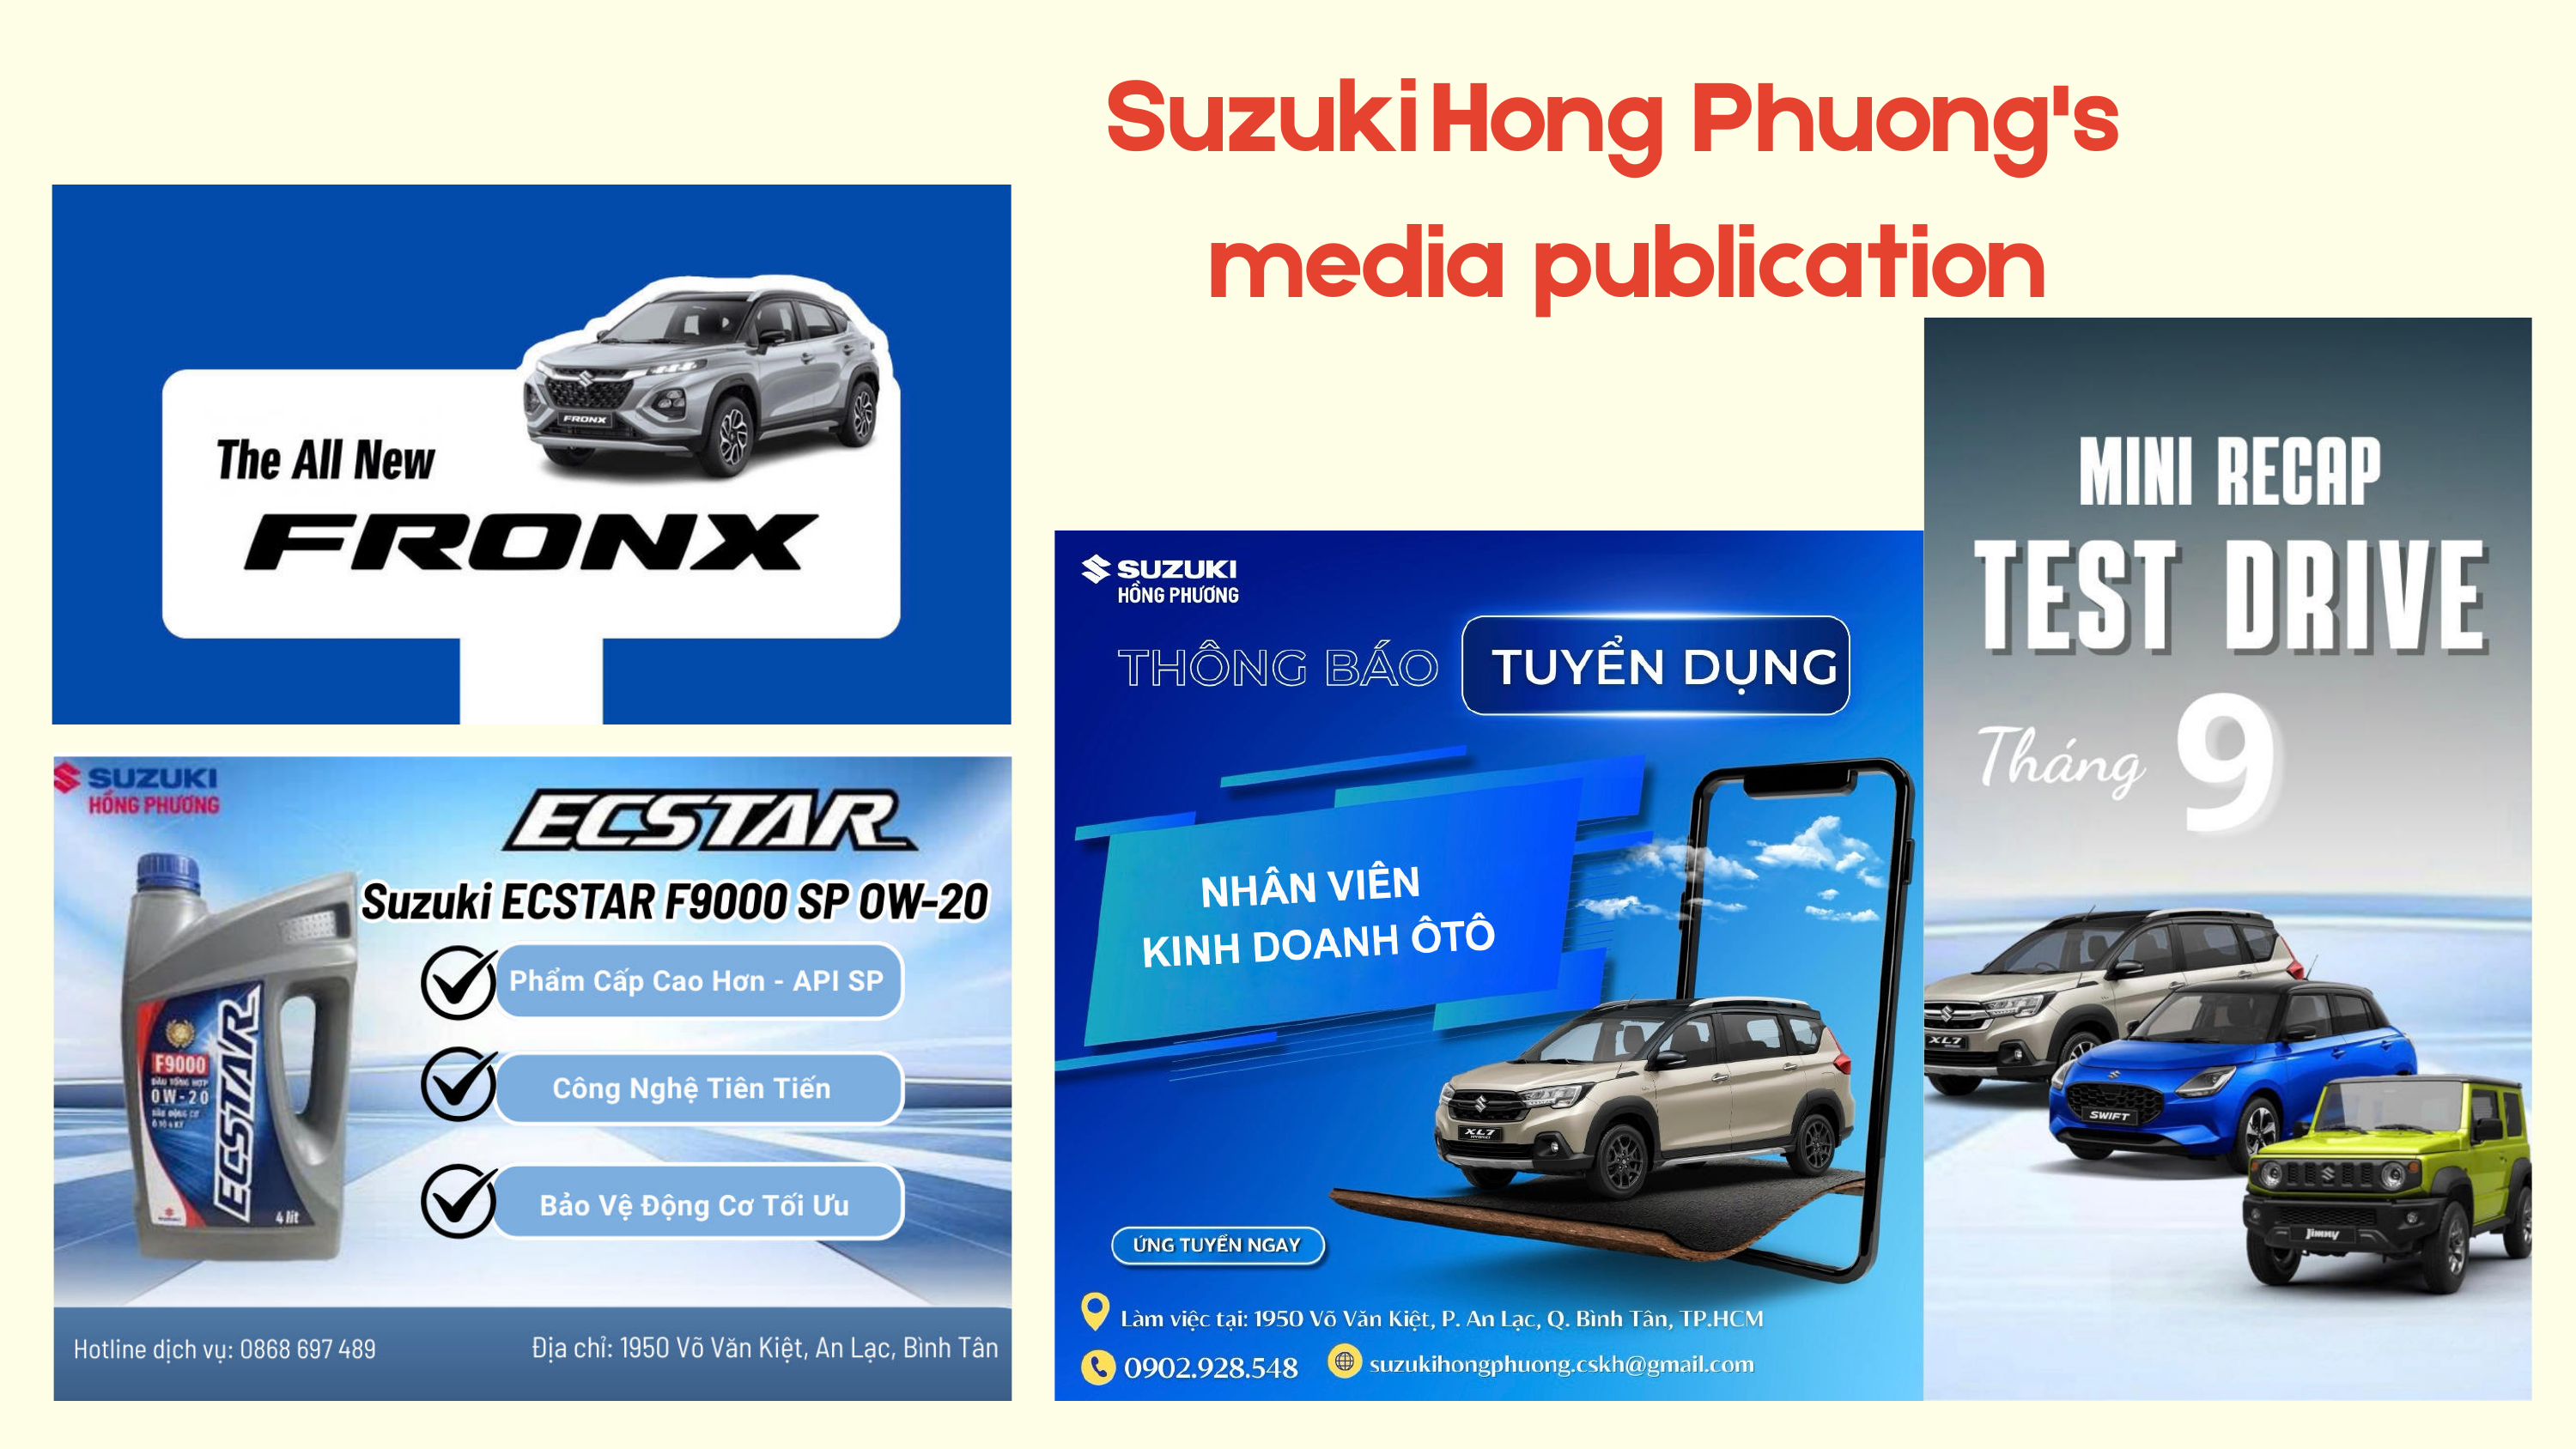 Suzuki Hong Phuong's
media publication
The All New
FRONX
FRONX
SUZUKI
HỒNG PHƯƠNG
ECSTAR
Suzuki ECSTAR F9000 SP 0W-20
Phẩm Cấp Cao Hơn - API SP
Công Nghệ Tiên Tiến
Bảo Vệ Động Cơ Tối Ưu
F9000
DẦU TỔNG HỢP
0W-20
ECSTAR
4 lít
Hotline dịch vụ: 0868 697 489
Địa chỉ: 1950 Võ Văn Kiệt, An Lạc, Bình Tân
SUZUKI
HỒNG PHƯƠNG
THÔNG BÁO TUYỂN DỤNG
NHÂN VIÊN
KINH DOANH ÔTÔ
XL7
ỨNG TUYỂN NGAY
Làm việc tại: 1950 Võ Văn Kiệt, P. An Lạc, Q. Bình Tân, TP.HCM
0902.928.548 suzukihongphuong.cskh@gmail.com
MINI RECAP
TEST DRIVE
Tháng 9
XL7
SWIFT
Jimny